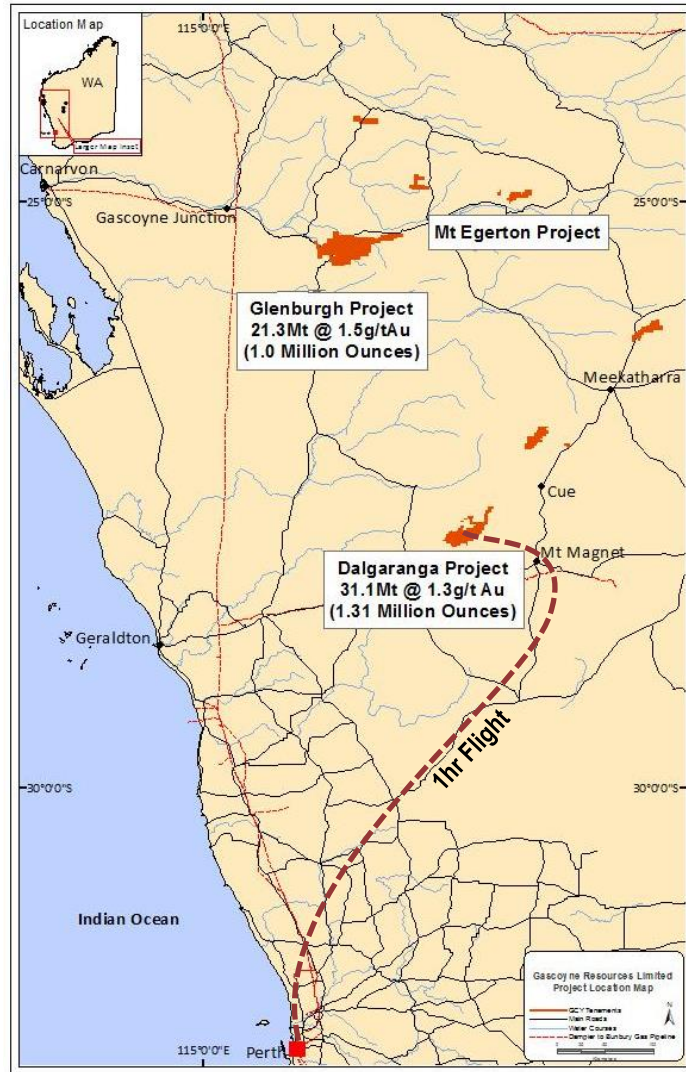 Location Map
WA
Larger Map Inset
115°0'0"E
Carnarvon
25°0'0"S
25°0'0"S
Gascoyne Junction
Mt Egerton Project
Glenburgh Project
21.3Mt @ 1.5g/tAu
(1.0 Million Ounces)
Meekatharra
Cue
Mt Magnet
Dalgaranga Project
31.1Mt @ 1.3g/t Au
(1.31 Million Ounces)
Geraldton
1hr Flight
30°0'0"S
30°0'0"S
Indian Ocean
Gascoyne Resources Limited
Project Location Map
N
GCY Tenements
Main Roads
Water Courses
Dampier to Bunbury Gas Pipeline
Perth
115°0'0"E